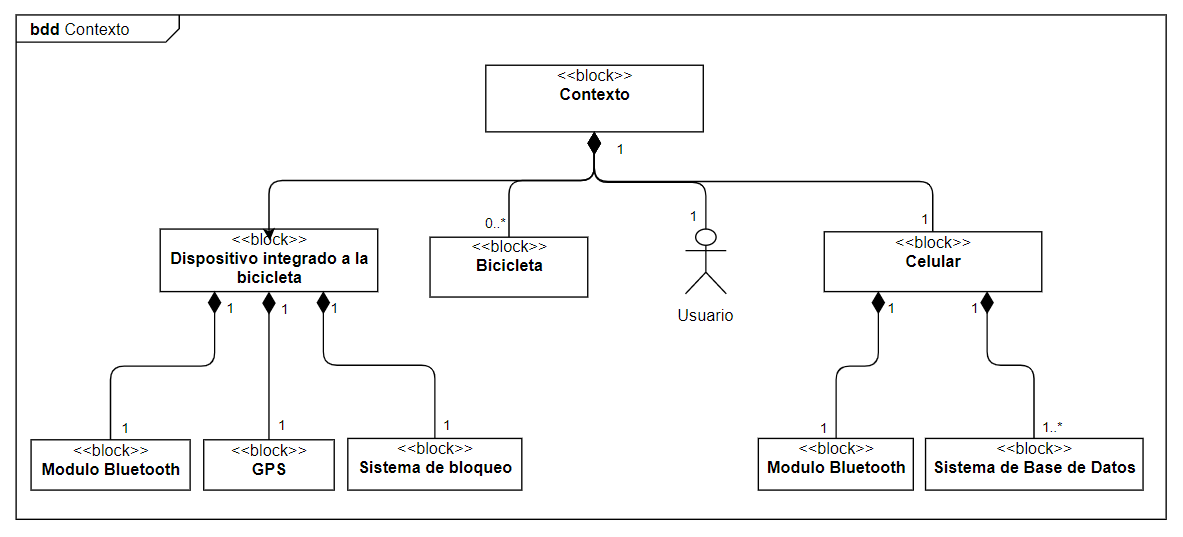 bdd Contexto
<<block>>
Contexto
1
0..*
1
1
<<block>>
Dispositivo integrado a la
bicicleta
<<block>>
Bicicleta
Usuario
<<block>>
Celular
1
1
1
1
1
1
1
1
1
1..*
<<block>>
Modulo Bluetooth
<<block>>
GPS
<<block>>
Sistema de bloqueo
<<block>>
Modulo Bluetooth
<<block>>
Sistema de Base de Datos